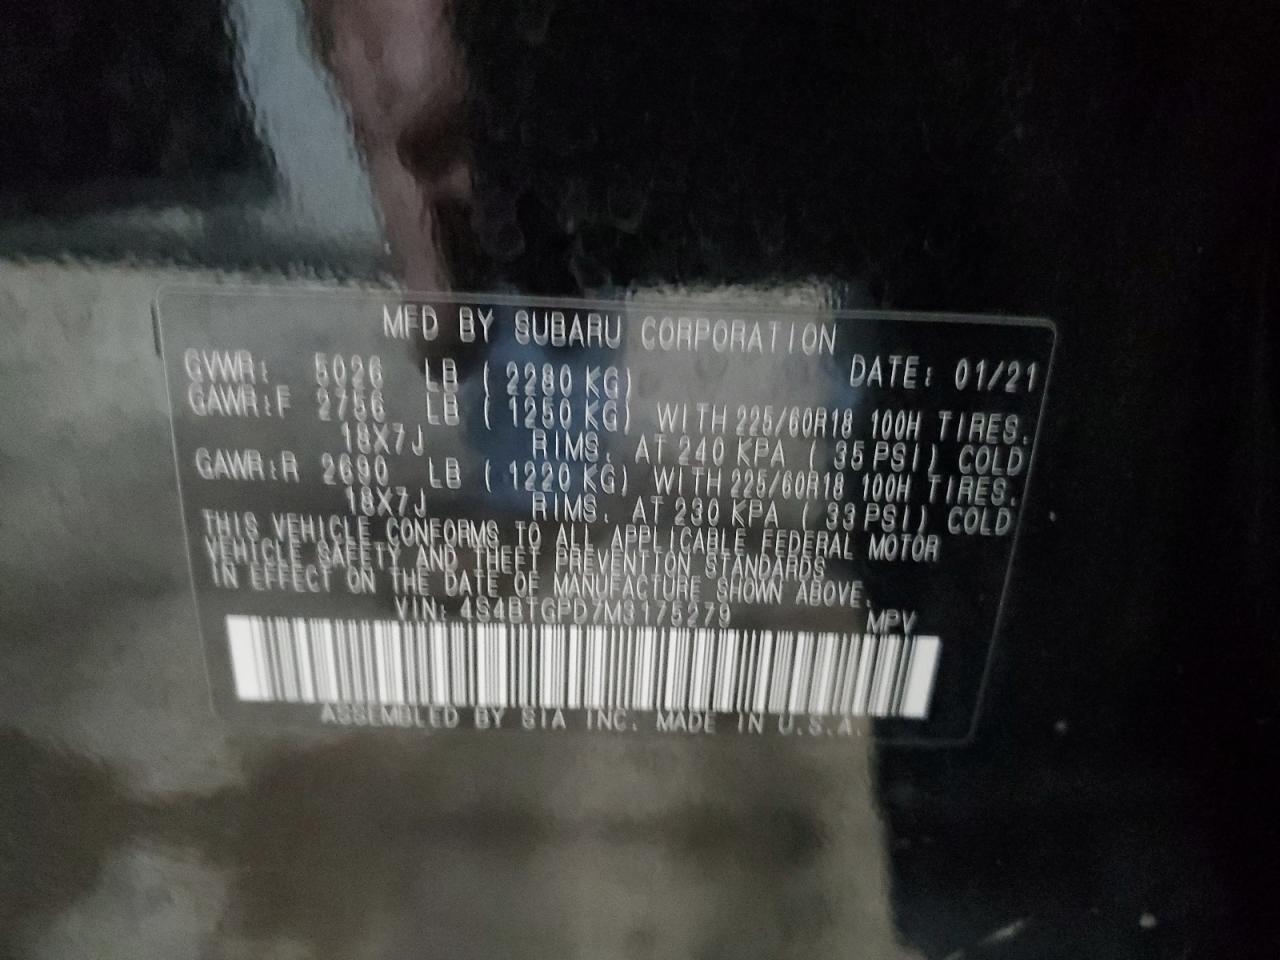 MFD BY SUBARU CORPORATION
GVWR: 5026 LB ( 2280 KG) DATE: 01/21
GAWR:F 2756 LB ( 1250 KG) WITH 225/60R18 100H TIRES.
18X7J RIMS. AT 240 KPA ( 35 PSI) COLD
GAWR:R 2690 LB ( 1220 KG) WITH 225/60R18 100H TIRES.
18X7J RIMS. AT 230 KPA ( 33 PSI) COLD
THIS VEHICLE CONFORMS TO ALL APPLICABLE FEDERAL MOTOR
VEHICLE SAFETY AND THEFT PREVENTION STANDARDS
IN EFFECT ON THE DATE OF MANUFACTURE SHOWN ABOVE.
VIN: 4S4BTGPD7M3175279 MPV
ASSEMBLED BY SIA INC. MADE IN U.S.A.